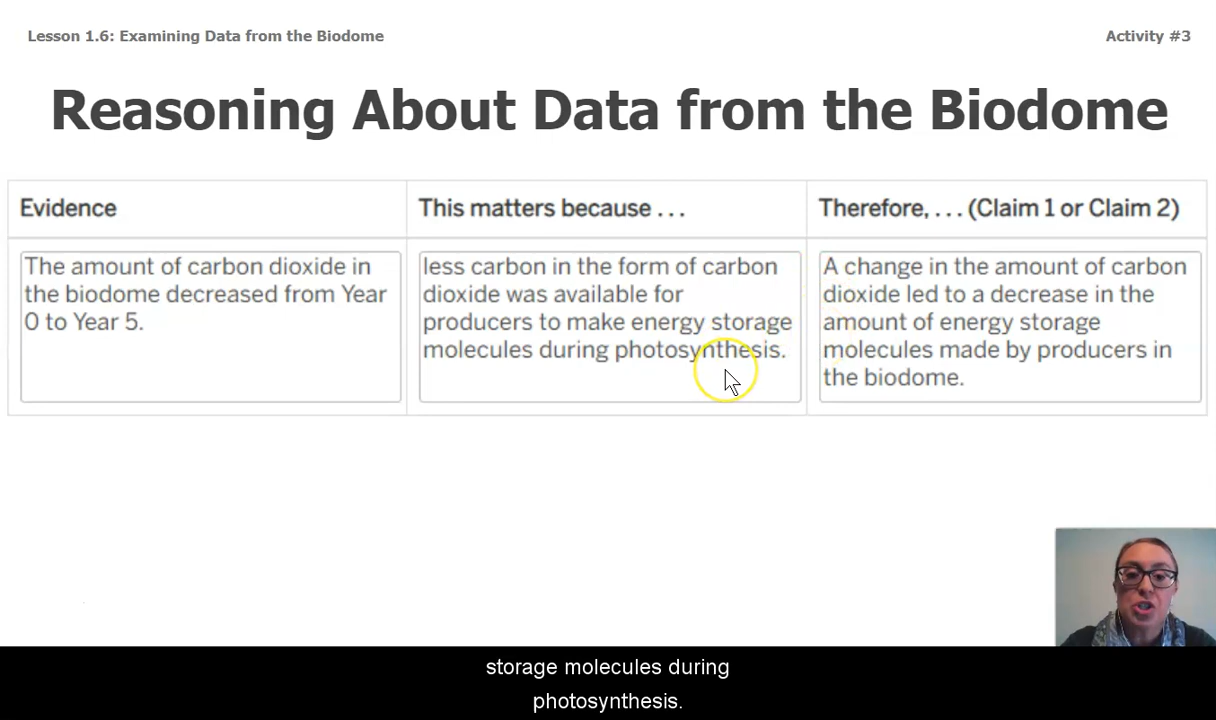 Lesson 1.6: Examining Data from the Biodome
Activity #3
Reasoning About Data from the Biodome
Evidence
This matters because . . .
Therefore, . . . (Claim 1 or Claim 2)
The amount of carbon dioxide in
the biodome decreased from Year
0 to Year 5.
less carbon in the form of carbon
dioxide was available for
producers to make energy storage
molecules during photosynthesis.
A change in the amount of carbon
dioxide led to a decrease in the
amount of energy storage
molecules made by producers in
the biodome.
storage molecules during
photosynthesis.